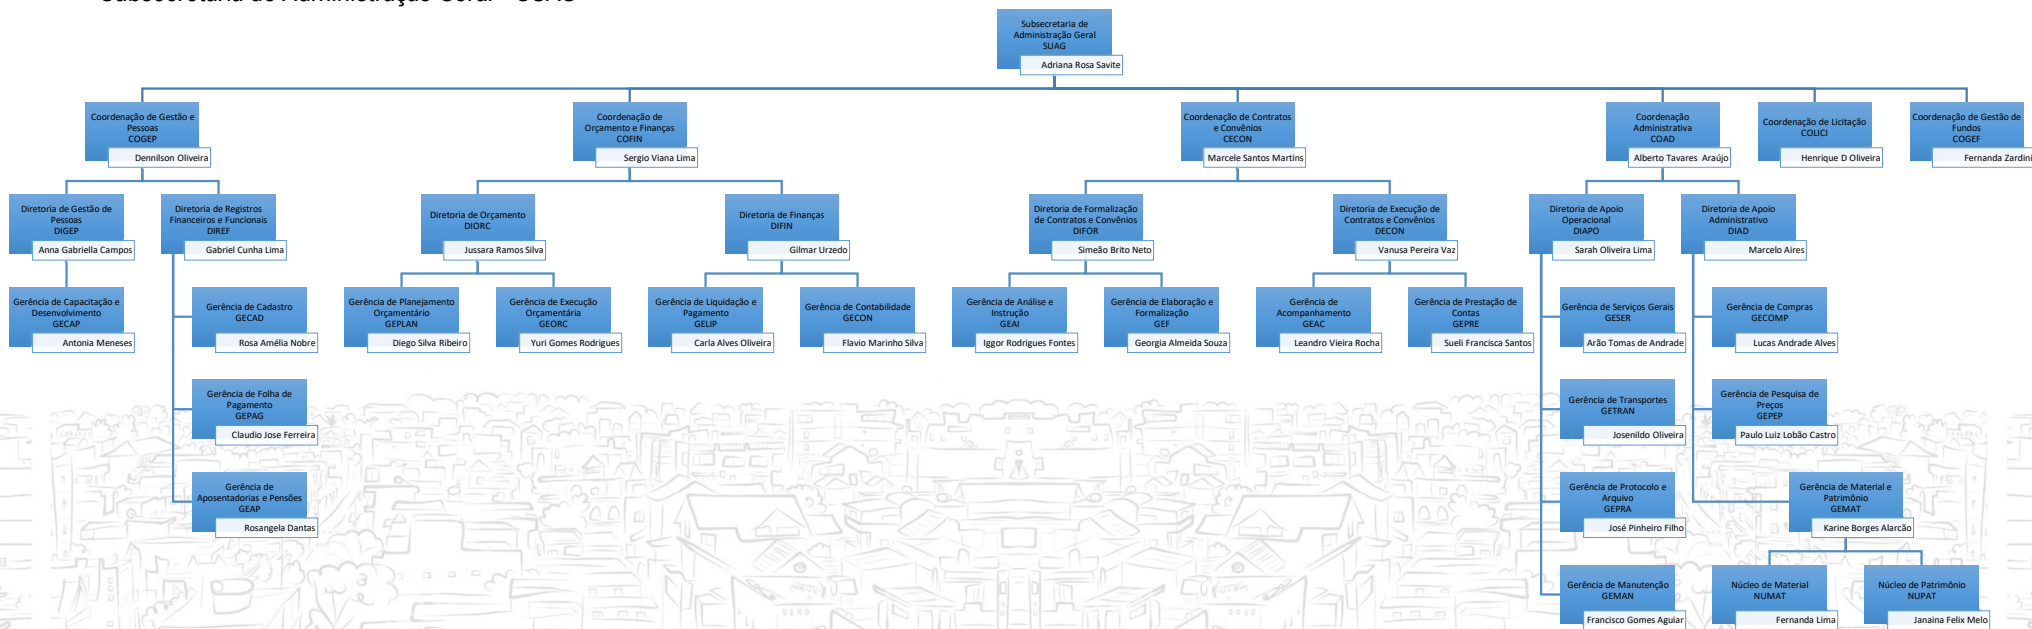 Subsecretaria de
Administração Geral
SUAG
Adriana Rosa Savite
Coordenação de Gestão e
Pessoas
COGEP
Dennilson Oliveira
Coordenação de
Orçamento e Finanças
COFIN
Sergio Viana Lima
Coordenação de Contratos
e Convênios
CECON
Marcele Santos Martins
Coordenação
Administrativa
COAD
Alberto Tavares Araújo
Coordenação de Licitação
COLICI
Henrique D Oliveira
Coordenação de Gestão de
Fundos
COGEF
Fernanda Zardini
Diretoria de Gestão de
Pessoas
DIGEP
Anna Gabriella Campos
Diretoria de Registros
Financeiros e Funcionais
DIREF
Gabriel Cunha Lima
Diretoria de Orçamento
DIORC
Jussara Ramos Silva
Diretoria de Finanças
DIFIN
Gilmar Urzedo
Diretoria de Formalização
de Contratos e Convênios
DIFOR
Simeão Brito Neto
Diretoria de Execução de
Contratos e Convênios
DECON
Vanusa Pereira Vaz
Diretoria de Apoio
Operacional
DIAPO
Sarah Oliveira Lima
Diretoria de Apoio
Administrativo
DIAD
Marcelo Aires
Gerência de Capacitação e
Desenvolvimento
GECAP
Antonia Meneses
Gerência de Cadastro
GECAD
Rosa Amélia Nobre
Gerência de Planejamento
Orçamentário
GEPLAN
Diego Silva Ribeiro
Gerência de Execução
Orçamentária
GEORC
Yuri Gomes Rodrigues
Gerência de Liquidação e
Pagamento
GELIP
Carla Alves Oliveira
Gerência de Contabilidade
GECON
Flavio Marinho Silva
Gerência de Análise e
Instrução
GEAI
Iggor Rodrigues Fontes
Gerência de Elaboração e
Formalização
GEF
Georgia Almeida Souza
Gerência de
Acompanhamento
GEAC
Leandro Vieira Rocha
Gerência de Prestação de
Contas
GEPRE
Sueli Francisca Santos
Gerência de Serviços Gerais
GESER
Arão Tomas de Andrade
Gerência de Compras
GECOMP
Lucas Andrade Alves
Gerência de Folha de
Pagamento
GEPAG
Claudio Jose Ferreira
Gerência de Transportes
GETRAN
Josenildo Oliveira
Gerência de Pesquisa de
Preços
GEPEP
Paulo Luiz Lobão Castro
Gerência de
Aposentadorias e Pensões
GEAP
Rosangela Dantas
Gerência de Protocolo e
Arquivo
GEPRA
José Pinheiro Filho
Gerência de Material e
Patrimônio
GEMAT
Karine Borges Alarcão
Gerência de Manutenção
GEMAN
Francisco Gomes Aguiar
Núcleo de Material
NUMAT
Fernanda Lima
Núcleo de Patrimônio
NUPAT
Janaina Felix Melo